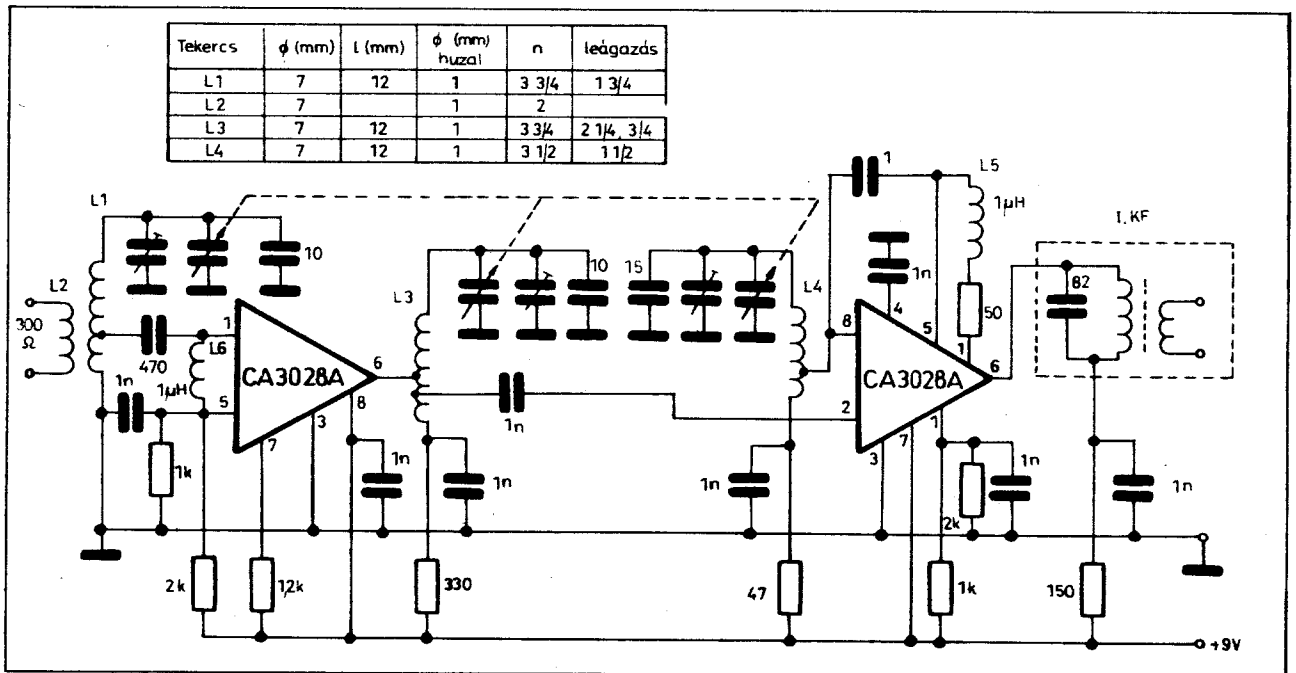 Tekercs ϕ (mm) l (mm) ϕ (mm) huzal n leágazás
L1 7 12 1 3 3/4 1 3/4
L2 7 1 2
L3 7 12 1 3 3/4 2 1/4, 3/4
L4 7 12 1 3 1/2 1 1/2
L1
L2
300
Ω
10
470
1n
L6
1µH
1
5
CA3028A
6
8
3
7
1k
2k
1,2k
1n
L3
10
1n
1n
330
15
L4
1n
47
1
L5
1µH
1n
4
50
8
5
1
6
CA3028A
2
3
7
1
2k
1n
1k
I. KF
82
1n
150
+9V